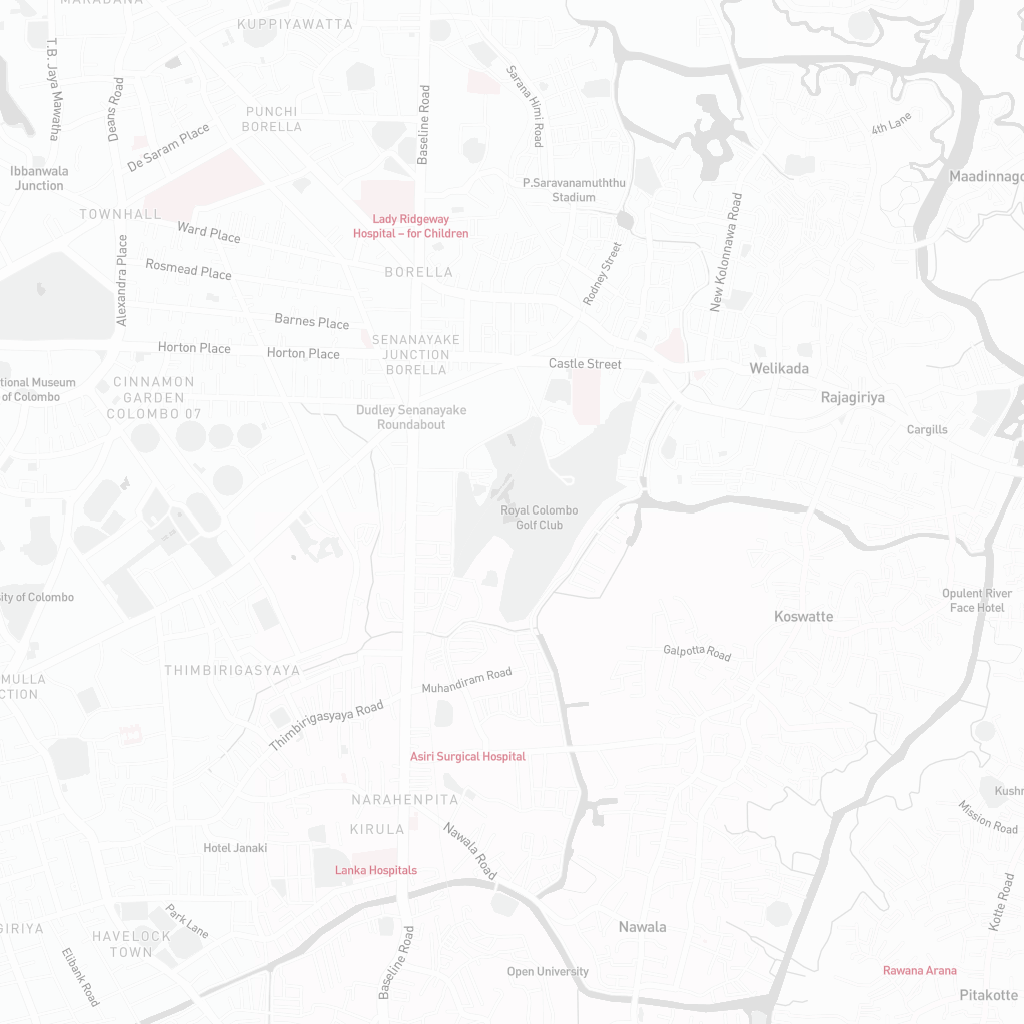 MARADANA
KUPPIYAWATTA
T.B. Jaya Mawatha
Deans Road
PUNCHI
BORELLA
Baseline Road
Sarana Himi Road
4th Lane
De Saram Place
Ibbanwala
Junction
P.Saravanamuththu
Stadium
Maadinnago
TOWNHALL
Ward Place
Lady Ridgeway
Hospital – for Children
New Kolonnawa Road
Alexandra Place
Rosmead Place
BORELLA
Rodney Street
Barnes Place
Horton Place
Horton Place
SENANAYAKE
JUNCTION
BORELLA
Castle Street
Welikada
tional Museum
of Colombo
CINNAMON
GARDEN
COLOMBO 07
Dudley Senanayake
Roundabout
Rajagiriya
Cargills
Royal Colombo
Golf Club
sity of Colombo
Opulent River
Face Hotel
Koswatte
Galpotta Road
THIMBIRIGASYAYA
MULLA
CTION
Muhandiram Road
Thimbirigasyaya Road
Asiri Surgical Hospital
NARAHENPITA
KIRULA
Kushm
Mission Road
Hotel Janaki
Nawala Road
Lanka Hospitals
Kotte Road
GIRIYA
Park Lane
HAVELOCK
TOWN
Elibank Road
Baseline Road
Nawala
Open University
Rawana Arana
Pitakotte